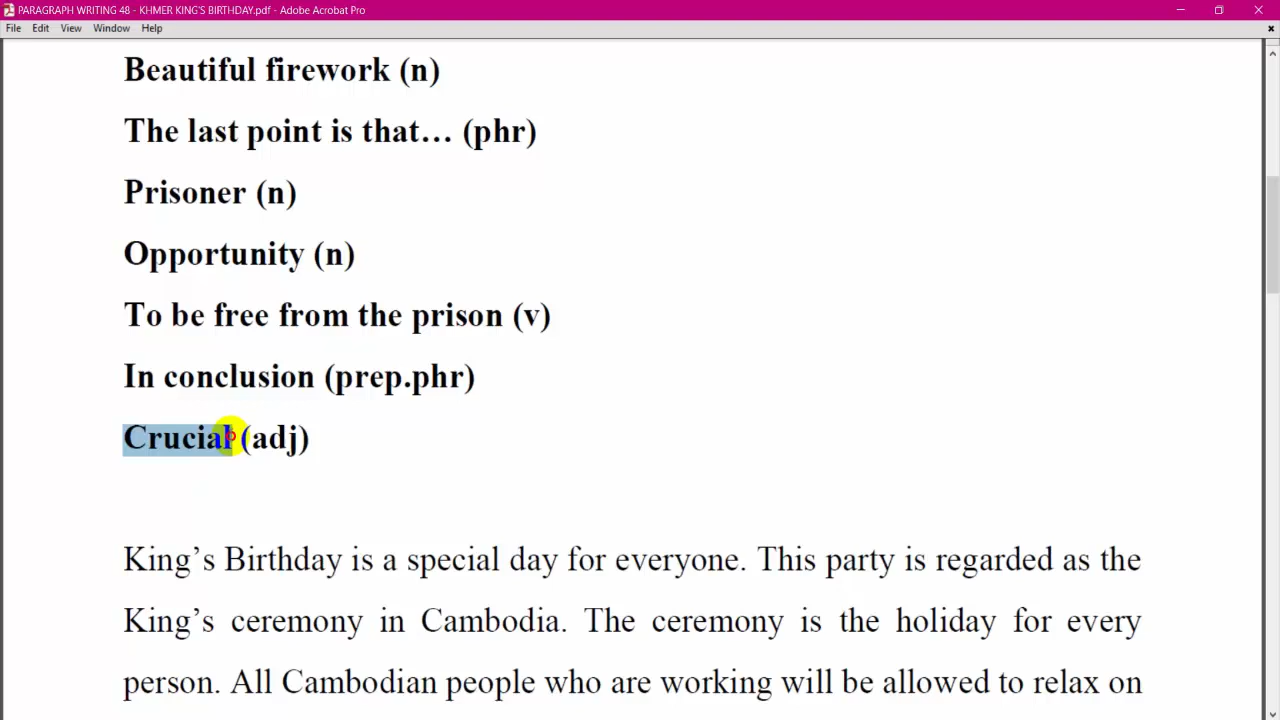 PARAGRAPH WRITING 48 - KHMER KING'S BIRTHDAY.pdf - Adobe Acrobat Pro
File Edit View Window Help
Beautiful firework (n)
The last point is that… (phr)
Prisoner (n)
Opportunity (n)
To be free from the prison (v)
In conclusion (prep.phr)
Crucial (adj)
King’s Birthday is a special day for everyone. This party is regarded as the
King’s ceremony in Cambodia. The ceremony is the holiday for every
person. All Cambodian people who are working will be allowed to relax on